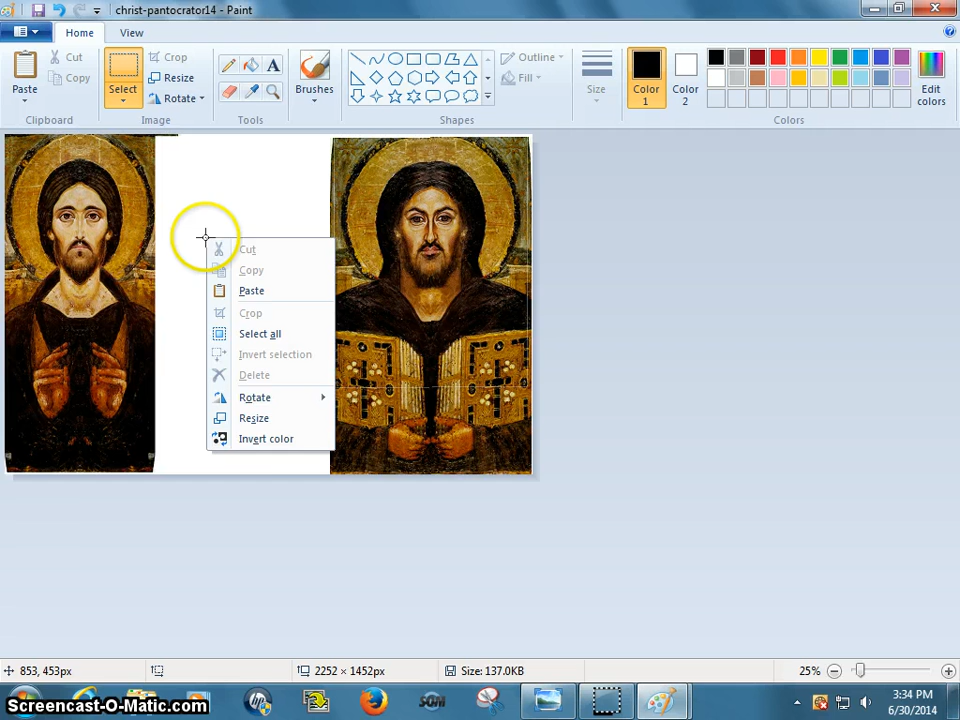 christ-pantocrator14 - Paint
Home
View
Paste
Cut
Copy
Clipboard
Select
Crop
Resize
Rotate
Image
A
Tools
Brushes
Outline
Fill
Shapes
Size
Color 1
Color 2
Edit colors
Colors
Cut
Copy
Paste
Crop
Select all
Invert selection
Delete
Rotate
Resize
Invert color
853, 453px
2252 × 1452px
Size: 137.0KB
25%
SGM
3:34 PM
6/30/2014
Screencast-O-Matic.com